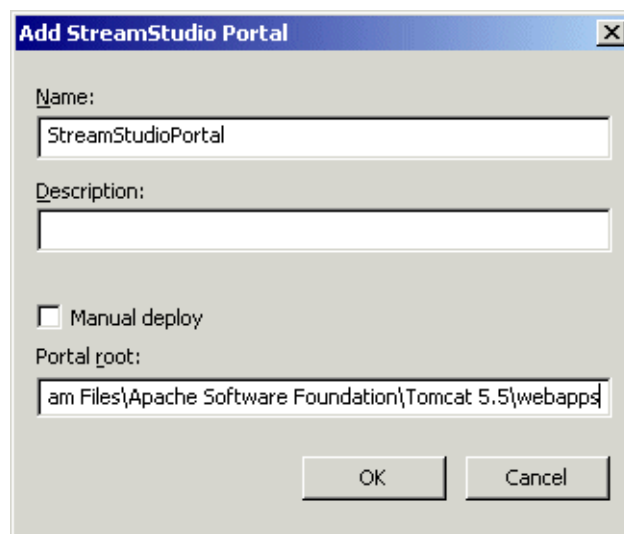 Add StreamStudio Portal
Name:
StreamStudioPortal
Description:
Manual deploy
Portal root:
am Files\Apache Software Foundation\Tomcat 5.5\webapps
OK Cancel